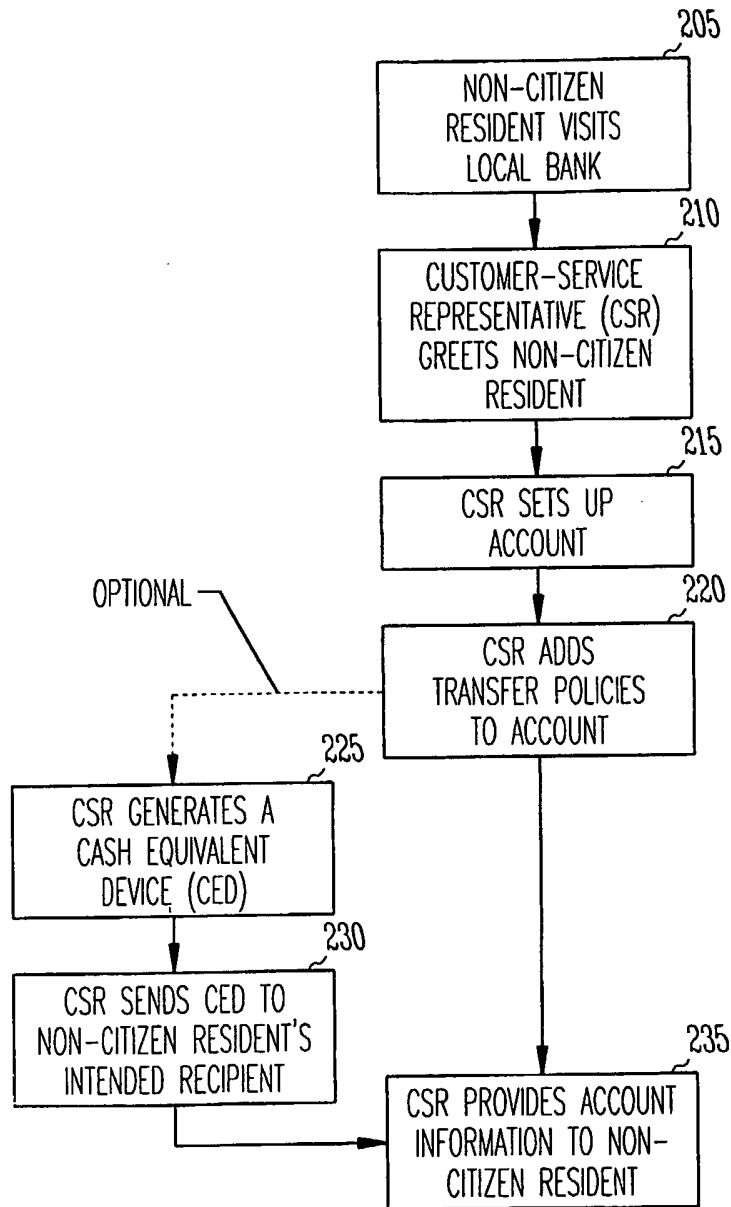 205
NON-CITIZEN
RESIDENT VISITS
LOCAL BANK
210
CUSTOMER-SERVICE
REPRESENTATIVE (CSR)
GREETS NON-CITIZEN
RESIDENT
215
CSR SETS UP
ACCOUNT
OPTIONAL
220
CSR ADDS
TRANSFER POLICIES
TO ACCOUNT
225
CSR GENERATES A
CASH EQUIVALENT
DEVICE (CED)
230
CSR SENDS CED TO
NON-CITIZEN RESIDENT'S
INTENDED RECIPIENT
235
CSR PROVIDES ACCOUNT
INFORMATION TO NON-
CITIZEN RESIDENT